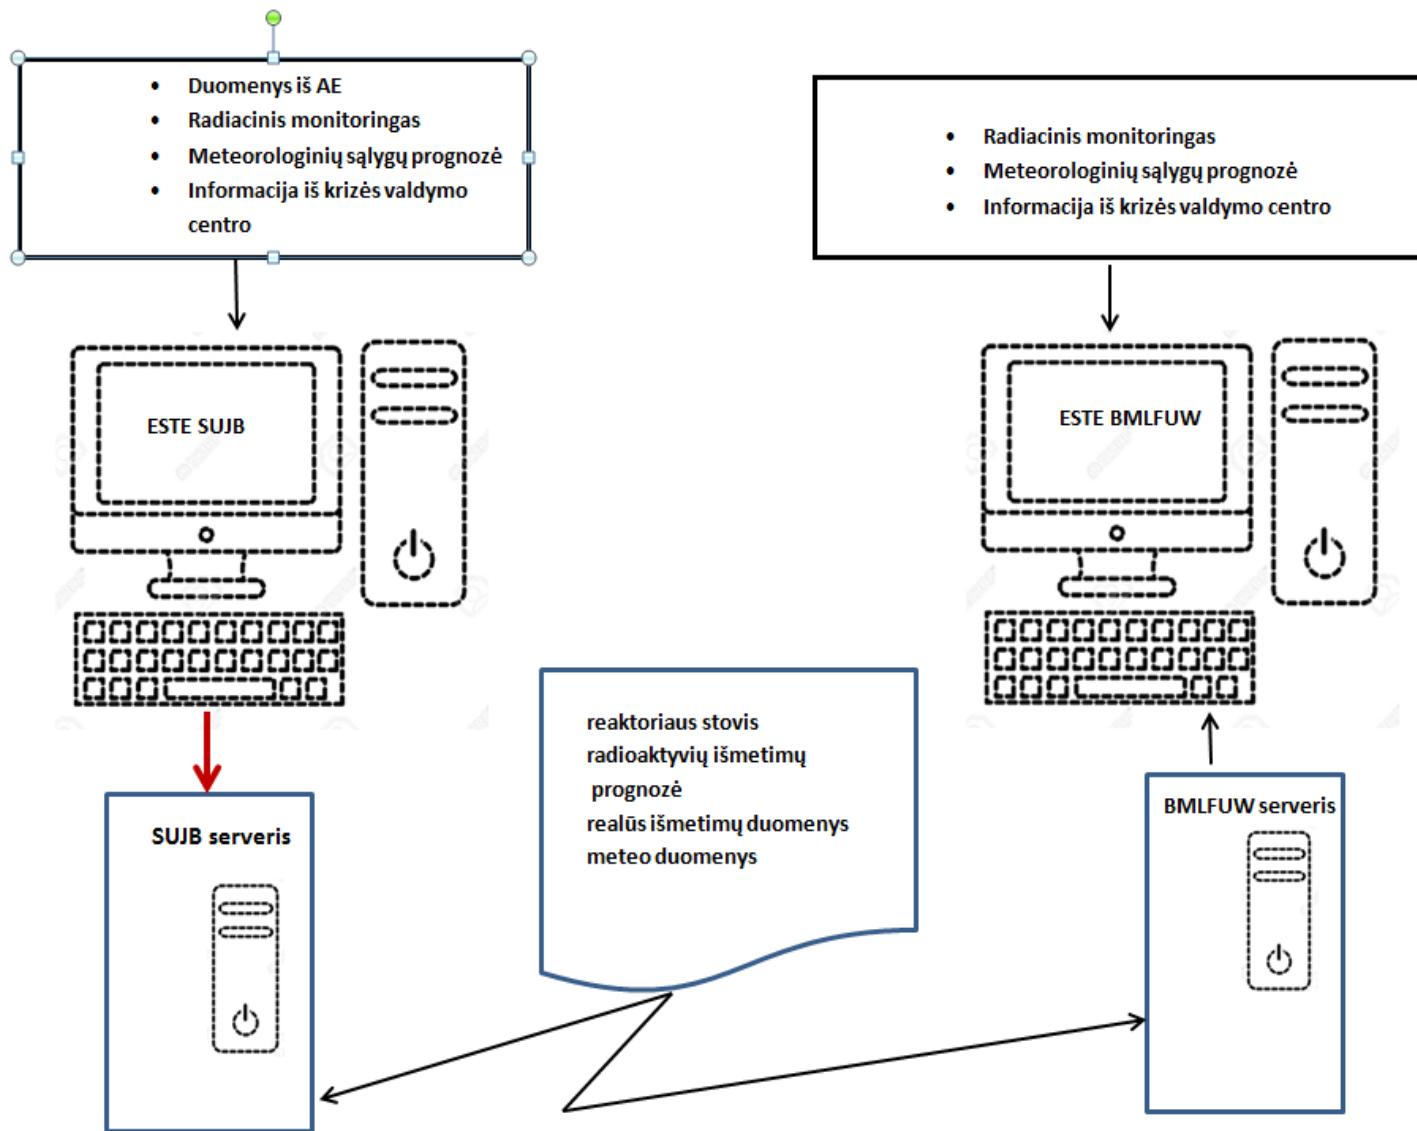 • Duomenys iš AE
• Radiacinis monitoringas
• Meteorologinių sąlygų prognozė
• Informacija iš krizės valdymo
centro
• Radiacinis monitoringas
• Meteorologinių sąlygų prognozė
• Informacija iš krizės valdymo centro
ESTE SUJB
ESTE BMLFUW
reaktoriaus stovis
radioaktyvių išmetimų
prognozė
realūs išmetimų duomenys
meteo duomenys
SUJB serveris
BMLFUW serveris